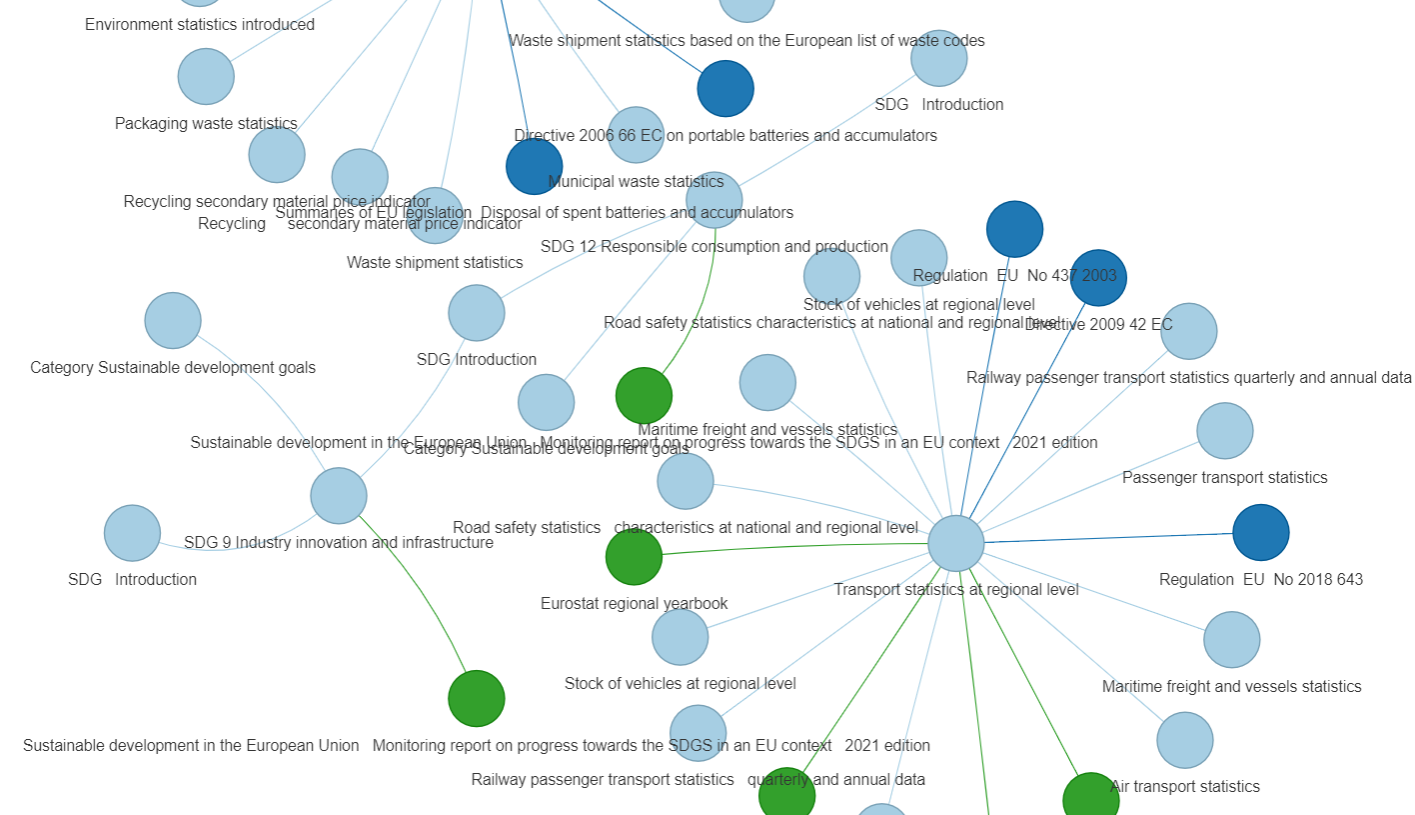 Environment statistics introduced
Waste shipment statistics based on the European list of waste codes
SDG Introduction
Packaging waste statistics
Directive 2006 66 EC on portable batteries and accumulators
Municipal waste statistics
Recycling secondary material price indicator
Summaries of EU legislation Disposal of spent batteries and accumulators
Recycling secondary material price indicator
SDG 12 Responsible consumption and production
Waste shipment statistics
Regulation EU No 437 2003
Stock of vehicles at regional level
Road safety statistics characteristics at national and regional level
Directive 2009 42 EC
SDG Introduction
Category Sustainable development goals
Railway passenger transport statistics quarterly and annual data
Maritime freight and vessels statistics
Sustainable development in the European Union Monitoring report on progress towards the SDGS in an EU context 2021 edition
Category Sustainable development goals
Passenger transport statistics
Road safety statistics characteristics at national and regional level
SDG 9 Industry innovation and infrastructure
SDG Introduction
Regulation EU No 2018 643
Transport statistics at regional level
Eurostat regional yearbook
Stock of vehicles at regional level
Maritime freight and vessels statistics
Sustainable development in the European Union Monitoring report on progress towards the SDGS in an EU context 2021 edition
Railway passenger transport statistics quarterly and annual data
Air transport statistics